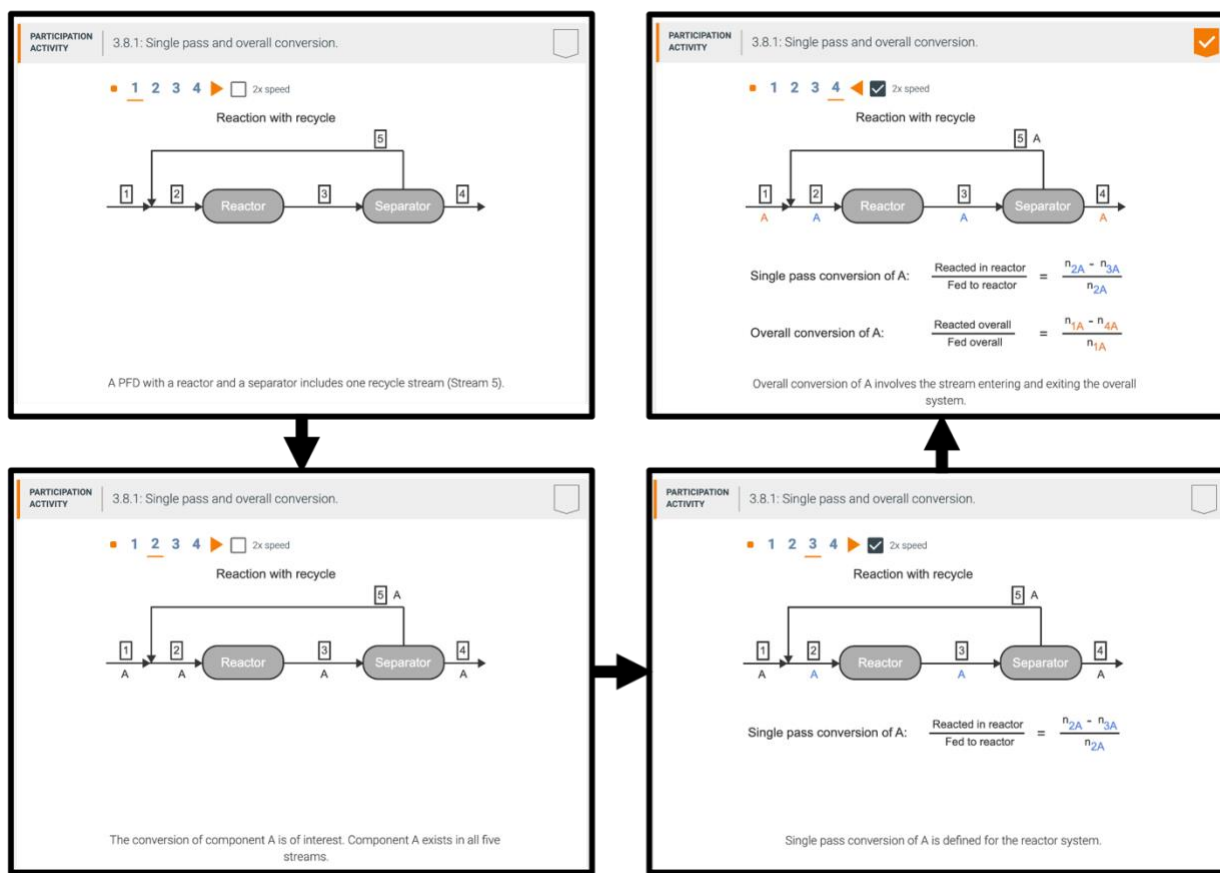 PARTICIPATION ACTIVITY
3.8.1: Single pass and overall conversion.
1 2 3 4 2x speed
Reaction with recycle
5
1 2 Reactor 3 Separator 4
A PFD with a reactor and a separator includes one recycle stream (Stream 5).
PARTICIPATION ACTIVITY
3.8.1: Single pass and overall conversion.
1 2 3 4 2x speed
Reaction with recycle
5 A
1 2 Reactor 3 Separator 4
A A A A
The conversion of component A is of interest. Component A exists in all five
streams.
PARTICIPATION ACTIVITY
3.8.1: Single pass and overall conversion.
1 2 3 4 2x speed
Reaction with recycle
5 A
1 2 Reactor 3 Separator 4
A A A A
Single pass conversion of A: Reacted in reactor / Fed to reactor = n2A - n3A / n2A
Single pass conversion of A is defined for the reactor system.
PARTICIPATION ACTIVITY
3.8.1: Single pass and overall conversion.
1 2 3 4 2x speed
Reaction with recycle
5 A
1 2 Reactor 3 Separator 4
A A A A
Single pass conversion of A: Reacted in reactor / Fed to reactor = n2A - n3A / n2A
Overall conversion of A: Reacted overall / Fed overall = n1A - n4A / n1A
Overall conversion of A involves the stream entering and exiting the overall
system.